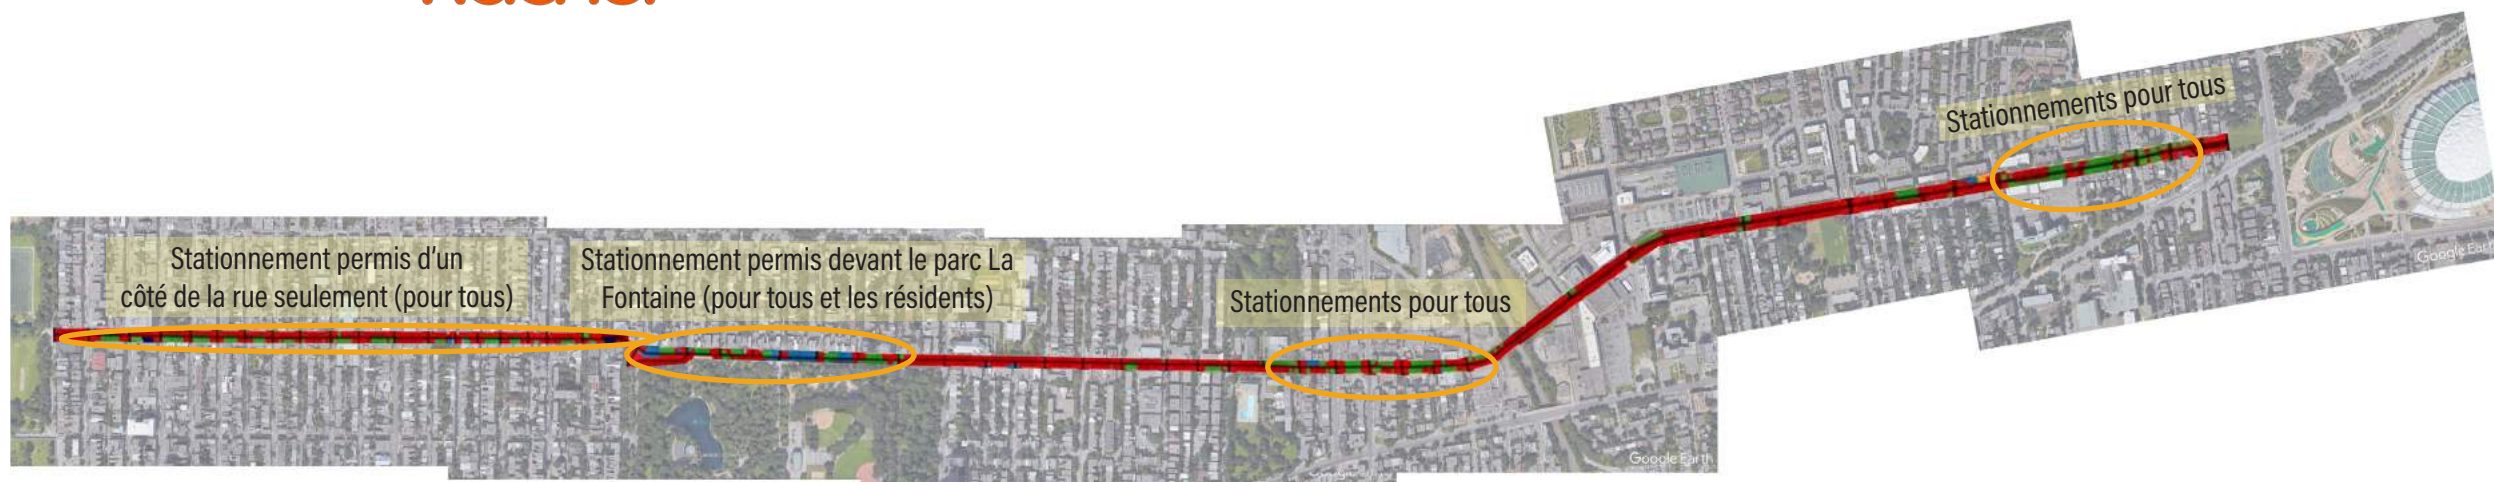 Stationnements pour tous
Stationnement permis d'un
côté de la rue seulement (pour tous)
Stationnement permis devant le parc La
Fontaine (pour tous et les résidents)
Stationnements pour tous
Google Earth
Google Earth